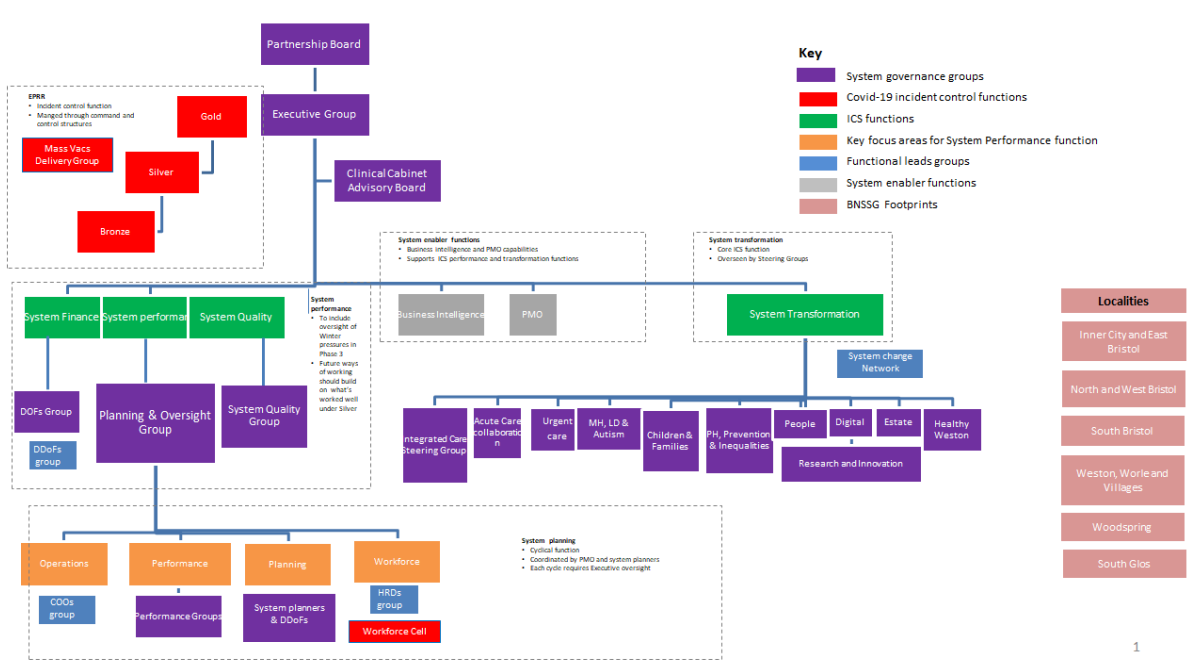 Partnership Board
Executive Group
Clinical Cabinet
Advisory Board
EPRR
• Incident control function
• Manged through command and
control structures
Gold
Mass Vacs
Delivery Group
Silver
Bronze
Key
System governance groups
Covid-19 incident control functions
ICS functions
Key focus areas for System Performance function
Functional leads groups
System enabler functions
BNSSG Footprints
System enabler functions
• Business intelligence and PMO capabilities
• Supports ICS performance and transformation functions
Business Intelligence
PMO
System transformation
• Core ICS function
• Overseen by Steering Groups
System Transformation
System change
Network
System Finance
System performan
System Quality
System
performance
• To include
oversight of
Winter
pressures in
Phase 3
• Future ways
of working
should build
on what's
worked well
under Silver
DOFs Group
DDoFs
group
Planning & Oversight
Group
System Quality
Group
Integrated Care
Steering Group
Acute Care
Collaboratio
n
Urgent
care
MH, LD &
Autism
Children &
Families
PH, Prevention
& Inequalities
People
Digital
Estate
Healthy
Weston
Research and Innovation
Localities
Inner City and East
Bristol
North and West Bristol
South Bristol
Weston, Worle and
Villages
Woodspring
South Glos
System planning
• Cyclical function
• Coordinated by PMO and system planners
• Each cycle requires Executive oversight
Operations
COOs
group
Performance
Performance Groups
Planning
System planners
& DDoFs
Workforce
HRDs
group
Workforce Cell
1